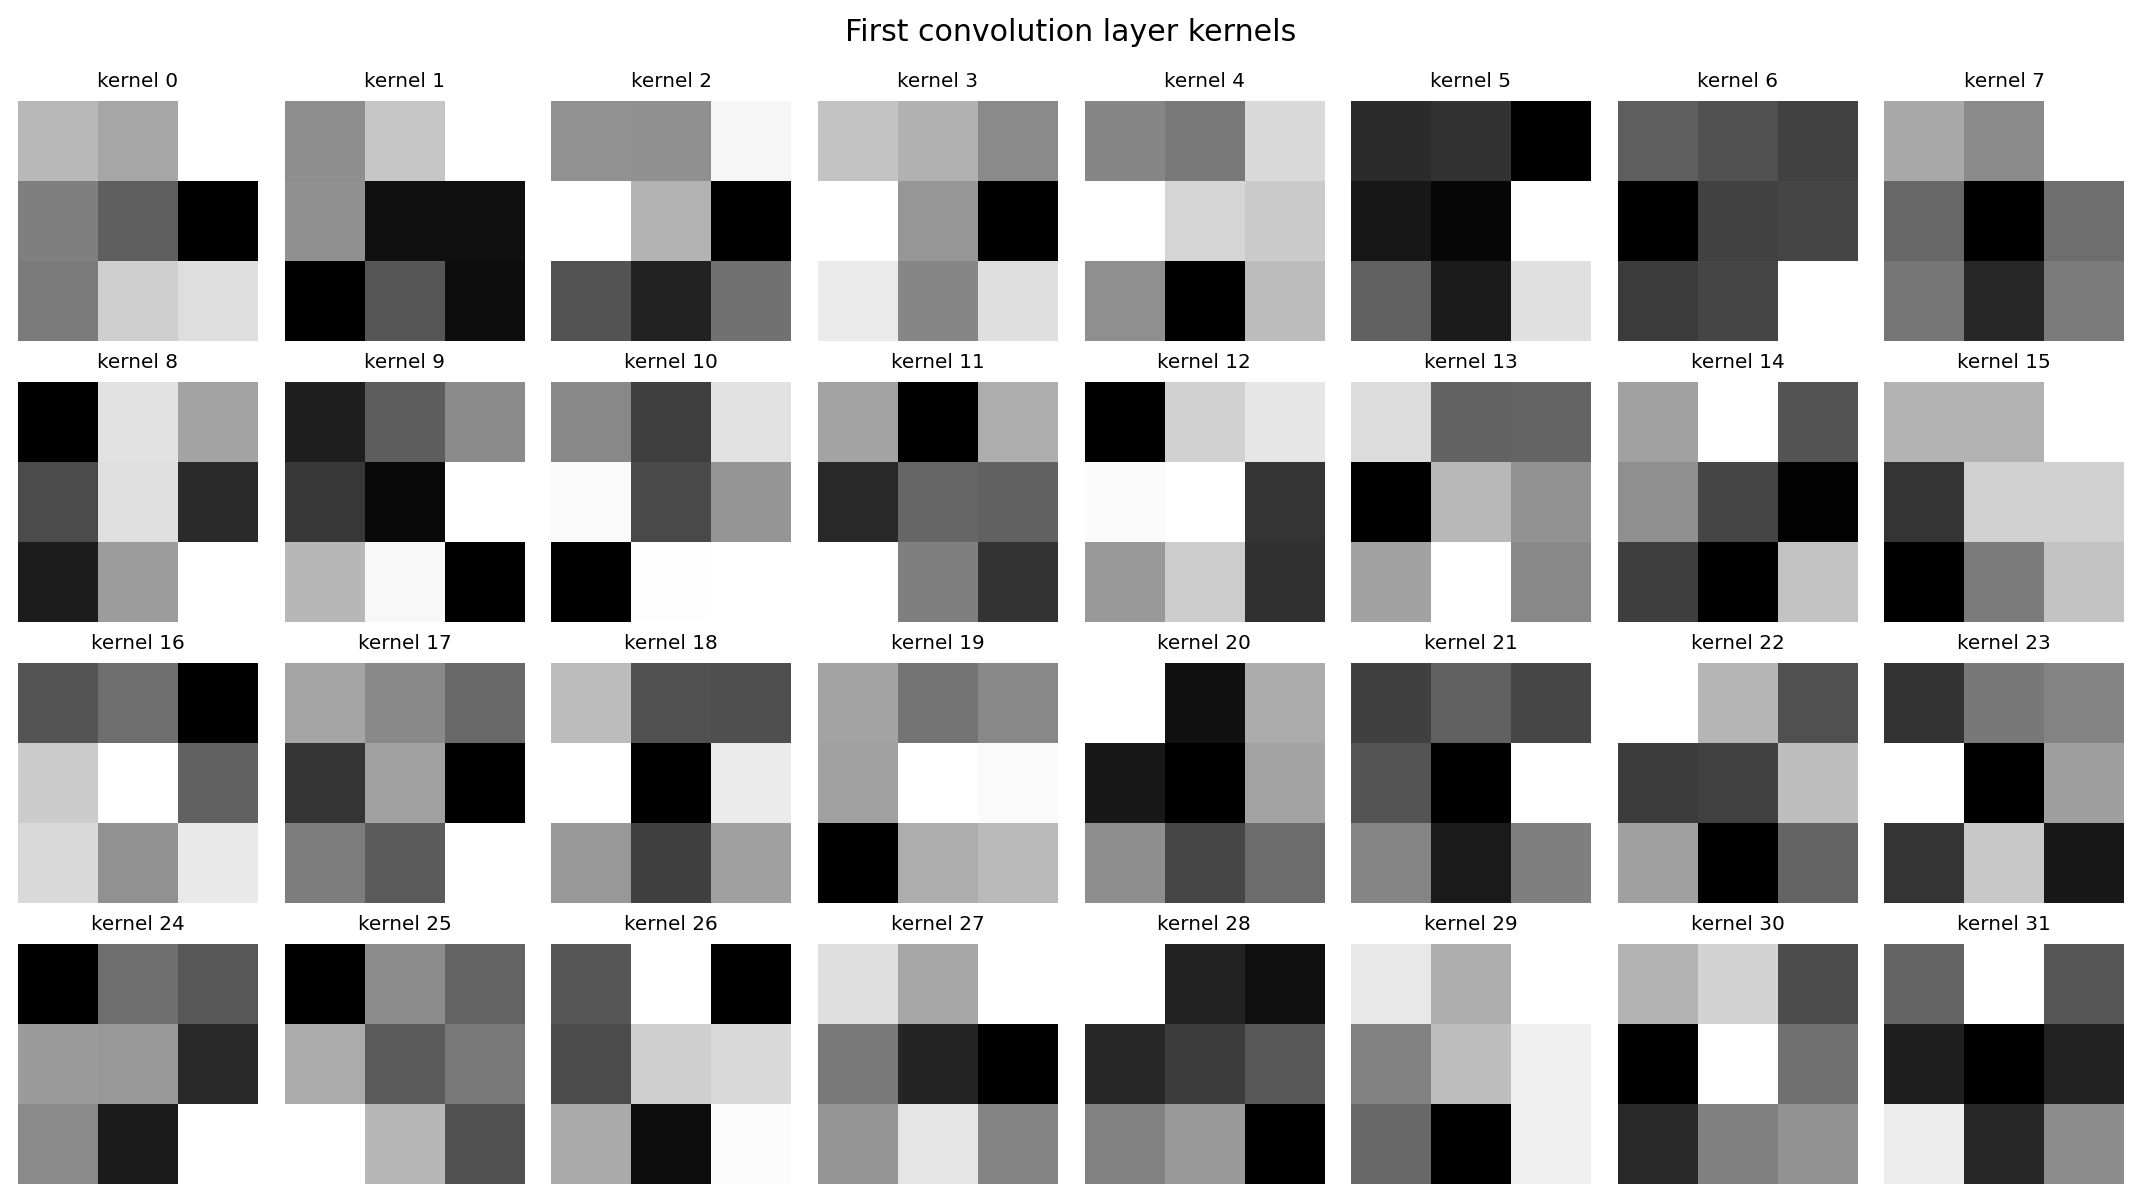 First convolution layer kernels
kernel 0 kernel 1 kernel 2 kernel 3 kernel 4 kernel 5 kernel 6 kernel 7
kernel 8 kernel 9 kernel 10 kernel 11 kernel 12 kernel 13 kernel 14 kernel 15
kernel 16 kernel 17 kernel 18 kernel 19 kernel 20 kernel 21 kernel 22 kernel 23
kernel 24 kernel 25 kernel 26 kernel 27 kernel 28 kernel 29 kernel 30 kernel 31